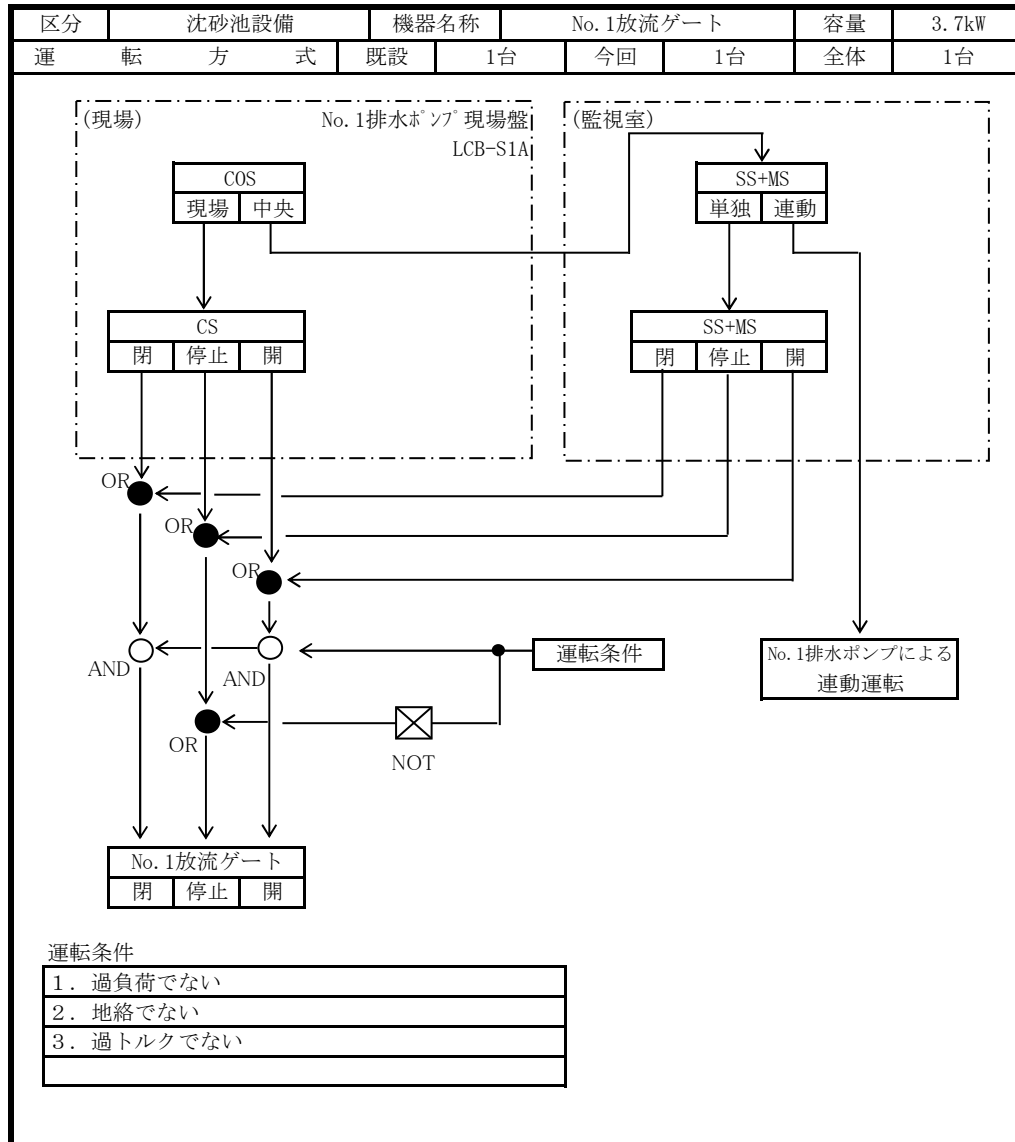 区分 沈砂池設備 機器名称 No.1放流ゲート 容量 3.7kW
運転方式 既設 1台 今回 1台 全体 1台
(現場) No.1排水ﾎﾟﾝﾌﾟ現場盤 (監視室)
LCB-S1A
COS SS+MS
現場 中央 単独 連動
CS SS+MS
閉 停止 開 閉 停止 開
OR
OR
OR
運転条件 No.1排水ポンプによる
AND AND 連動運転
OR NOT
No.1放流ゲート
閉 停止 開
運転条件
１．過負荷でない
２．地絡でない
３．過トルクでない